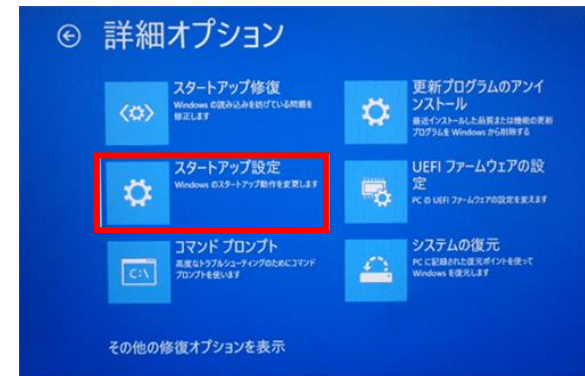 詳細オプション
スタートアップ修復
Windows の読み込みを妨げている問題を
修正します
更新プログラムのアンイ
ンストール
最近インストールした品質または機能の更新
プログラムを Windows から削除する
スタートアップ設定
Windows のスタートアップ動作を変更します
UEFI ファームウェアの設
定
PC の UEFI ファームウェアの設定を変えます
コマンド プロンプト
高度なトラブルシューティングのためにコマンド
プロンプトを使います
C:\
システムの復元
PC に記録された復元ポイントを使って
Windows を復元します
その他の修復オプションを表示